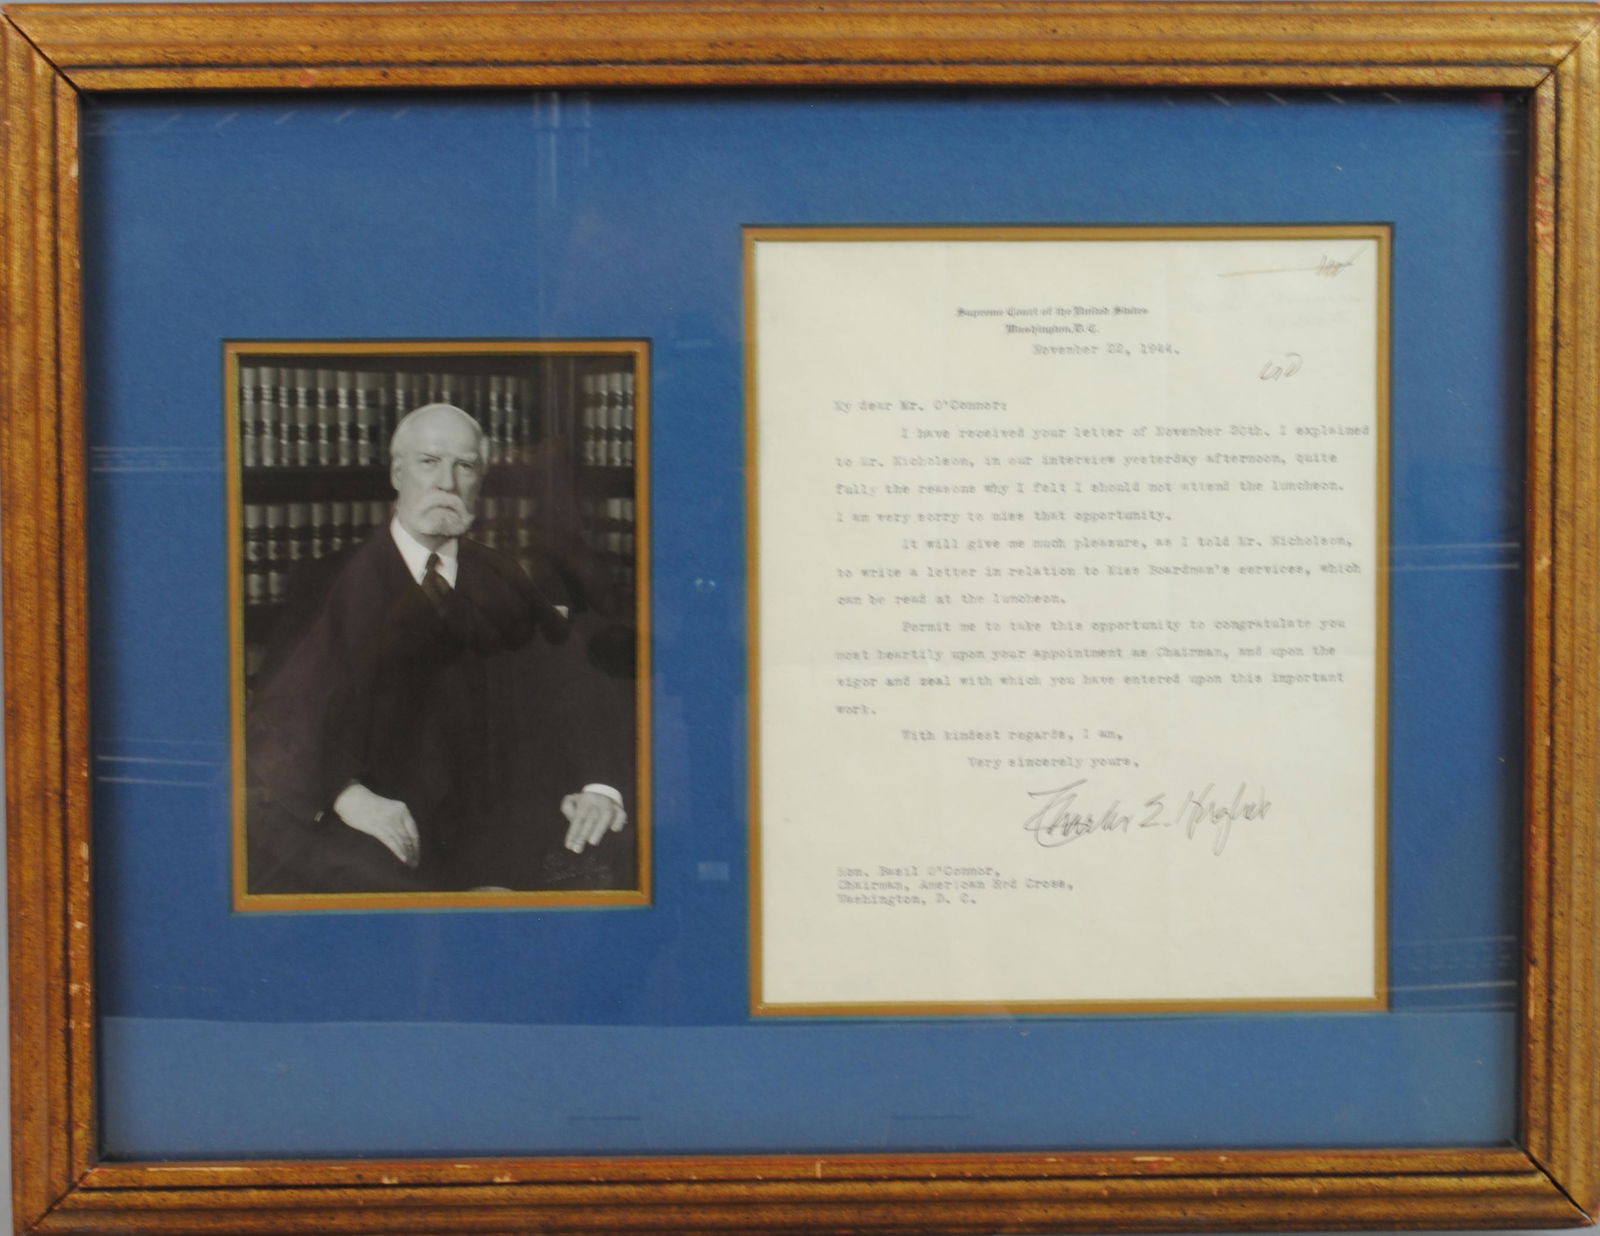 Supreme Court of the United States
Washington, D.C.
November 22, 1944.
My dear Mr. O'Connor:
I have received your letter of November 20th. I explained
to Mr. Nicholson, in our interview yesterday afternoon, quite
fully the reasons why I felt I should not attend the luncheon.
I am very sorry to miss that opportunity.
It will give me much pleasure, as I told Mr. Nicholson,
to write a letter in relation to Miss Boardman's services, which
can be read at the luncheon.
Permit me to take this opportunity to congratulate you
most heartily upon your appointment as Chairman, and upon the
vigor and zeal with which you have entered upon this important
work.
With kindest regards, I am,
Very sincerely yours,
Charles E. Hughes
Hon. Basil O'Connor,
Chairman, American Red Cross,
Washington, D. C.